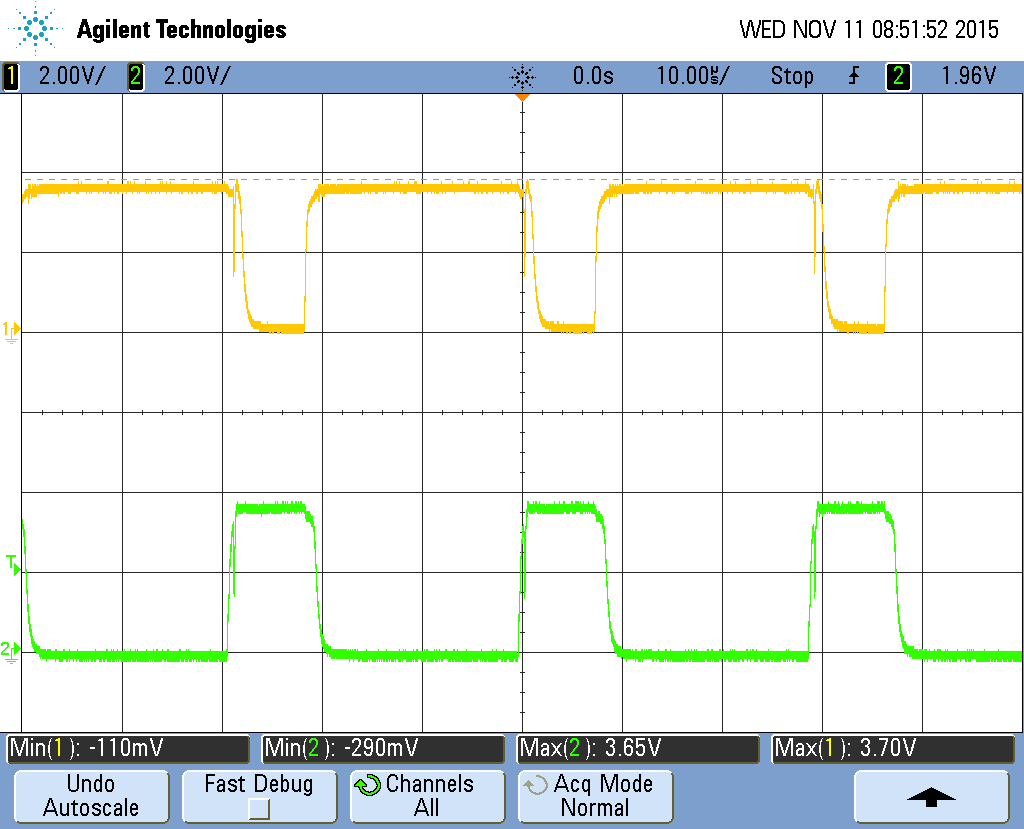 Agilent Technologies
WED NOV 11 08:51:52 2015
1 2.00V/ 2 2.00V/ 0.0s 10.00µs/ Stop 2 1.96V
1
T
2
Min(1): -110mV Min(2): -290mV Max(2): 3.65V Max(1): 3.70V
Undo Autoscale
Fast Debug
Channels All
Acq Mode Normal